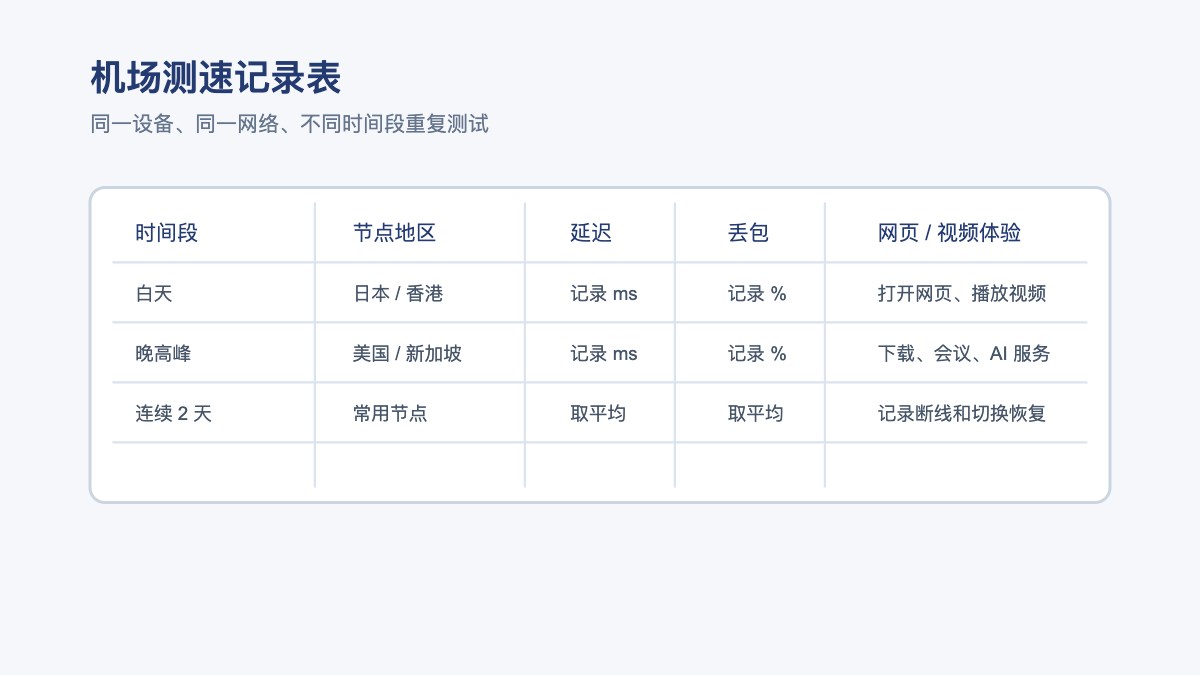 机场测速记录表
同一设备、同一网络、不同时间段重复测试
时间段 节点地区 延迟 丢包 网页 / 视频体验
白天 日本 / 香港 记录 ms 记录 % 打开网页、播放视频
晚高峰 美国 / 新加坡 记录 ms 记录 % 下载、会议、AI 服务
连续 2 天 常用节点 取平均 取平均 记录断线和切换恢复